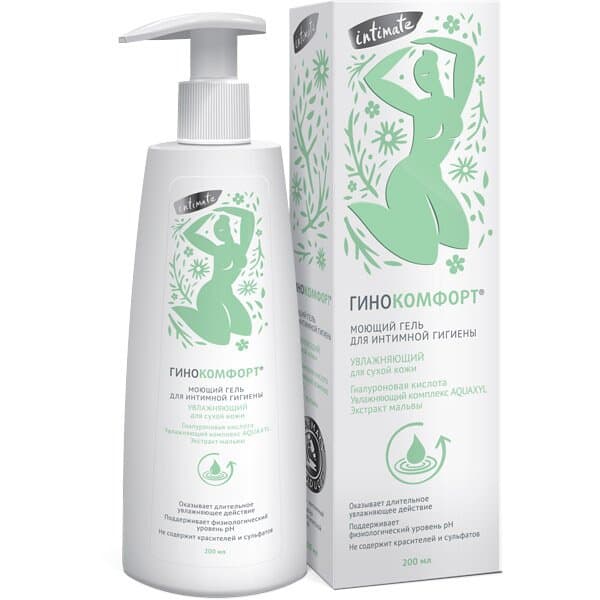 intimate
ГИНОКОМФОРТ®
МОЮЩИЙ ГЕЛЬ
ДЛЯ ИНТИМНОЙ ГИГИЕНЫ
УВЛАЖНЯЮЩИЙ
для сухой кожи
Гиалуроновая кислота
Увлажняющий комплекс AQUAXYL
Экстракт мальвы
Оказывает длительное
увлажняющее действие
Поддерживает физиологический
уровень pH
Не содержит красителей и сульфатов
200 мл
intimate
ГИНОКОМФОРТ®
МОЮЩИЙ ГЕЛЬ
ДЛЯ ИНТИМНОЙ ГИГИЕНЫ
УВЛАЖНЯЮЩИЙ
для сухой кожи
Гиалуроновая кислота
Увлажняющий комплекс AQUAXYL
Экстракт мальвы
Оказывает длительное
увлажняющее действие
Поддерживает
физиологический уровень pH
Не содержит красителей и сульфатов
200 мл